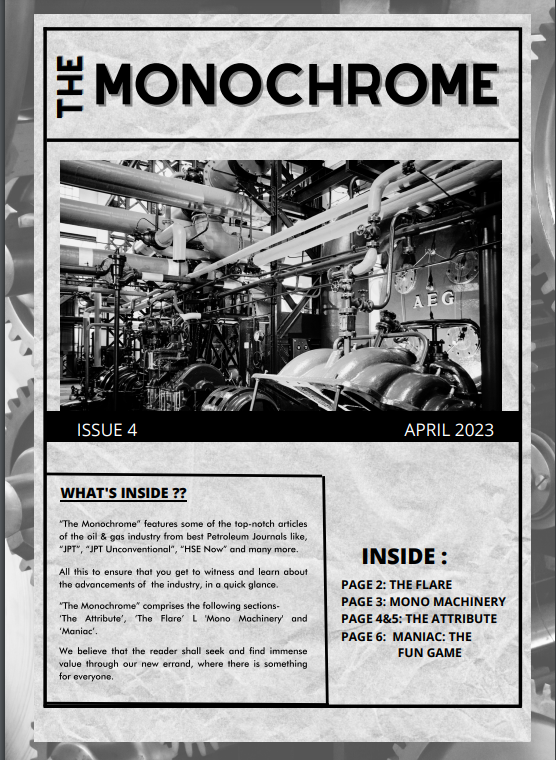 THE MONOCHROME
AEG
ISSUE 4
APRIL 2023
WHAT'S INSIDE ??
"The Monochrome" features some of the top-notch articles
of the oil & gas industry from best Petroleum Journals like,
"JPT", "JPT Unconventional", "HSE Now" and many more.
All this to ensure that you get to witness and learn about
the advancements of the industry, in a quick glance.
"The Monochrome" comprises the following sections-
'The Attribute', 'The Flare' L 'Mono Machinery' and
'Maniac'.
We believe that the reader shall seek and find immense
value through our new errand, where there is something
for everyone.
INSIDE :
PAGE 2: THE FLARE
PAGE 3: MONO MACHINERY
PAGE 4&5: THE ATTRIBUTE
PAGE 6: MANIAC: THE
FUN GAME